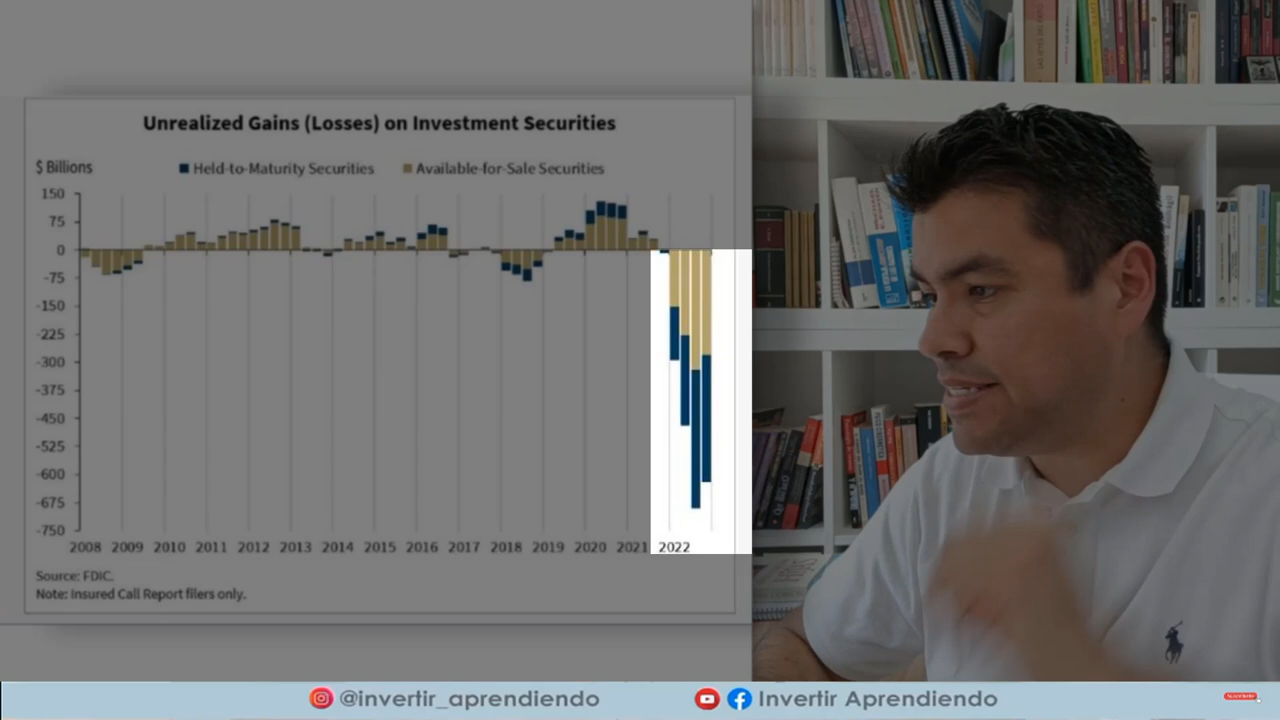 Unrealized Gains (Losses) on Investment Securities
$ Billions
Held-to-Maturity Securities
Available-for-Sale Securities
150
75
0
-75
-150
-225
-300
-375
-450
-525
-600
-675
-750
2008 2009 2010 2011 2012 2013 2014 2015 2016 2017 2018 2019 2020 2021 2022
Source: FDIC.
Note: Insured Call Report filers only.
@invertir_aprendiendo
Invertir Aprendiendo